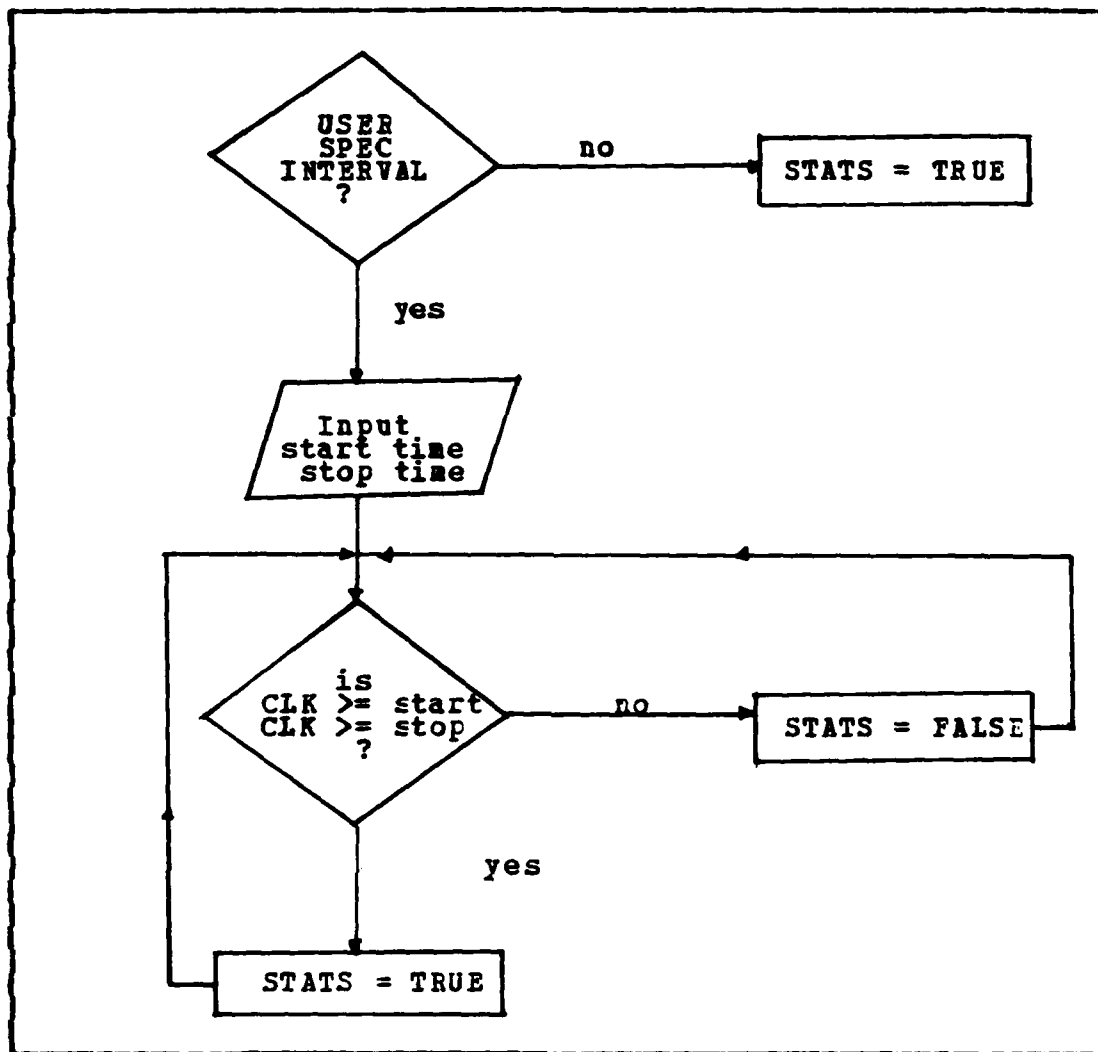 USER
SPEC
INTERVAL
?
no
STATS = TRUE
yes
Input
start time
stop time
is
CLK >= start
CLK >= stop
?
no
STATS = FALSE
yes
STATS = TRUE